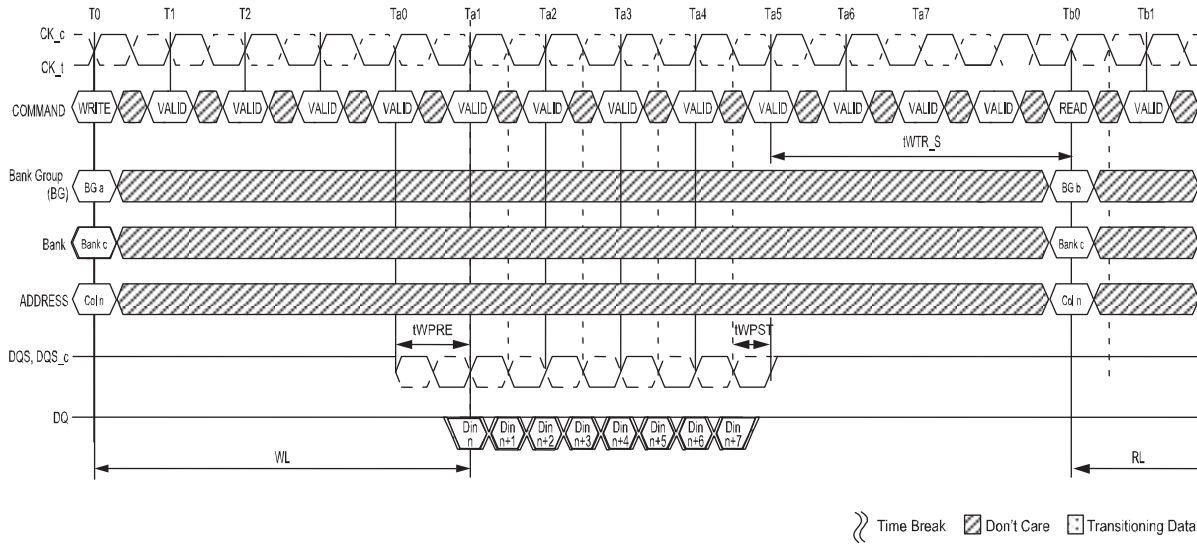 T0 T1 T2 Ta0 Ta1 Ta2 Ta3 Ta4 Ta5 Ta6 Ta7 Tb0 Tb1
CK_c
CK_t
COMMAND WRITE VALID VALID VALID VALID VALID VALID VALID VALID VALID VALID VALID VALID READ VALID
tWTR_S
Bank Group
(BG) BG a BG b
Bank Bank c Bank c
ADDRESS Col n Col n
tWPRE tWPST
DQS, DQS_c
DQ
Din n Din n+1 Din n+2 Din n+3 Din n+4 Din n+5 Din n+6 Din n+7
WL RL
Time Break Don't Care Transitioning Data